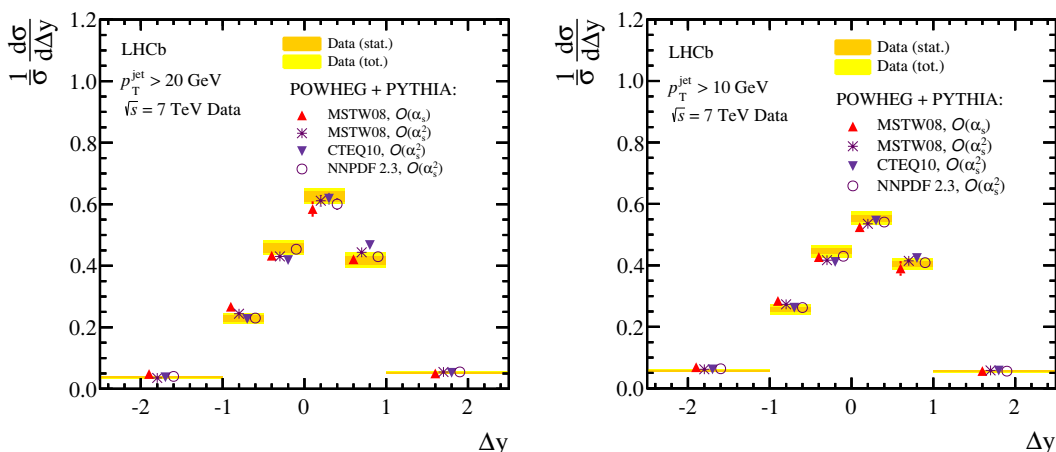 1/σ dσ/dΔy
1.2
1.0
0.8
0.6
0.4
0.2
0.0
LHCb
p_T^jet > 20 GeV
√s = 7 TeV Data
Data (stat.)
Data (tot.)
POWHEG + PYTHIA:
MSTW08, O(α_s)
MSTW08, O(α_s^2)
CTEQ10, O(α_s^2)
NNPDF 2.3, O(α_s^2)
-2 -1 0 1 2
Δy
1/σ dσ/dΔy
1.2
1.0
0.8
0.6
0.4
0.2
0.0
LHCb
p_T^jet > 10 GeV
√s = 7 TeV Data
Data (stat.)
Data (tot.)
POWHEG + PYTHIA:
MSTW08, O(α_s)
MSTW08, O(α_s^2)
CTEQ10, O(α_s^2)
NNPDF 2.3, O(α_s^2)
-2 -1 0 1 2
Δy